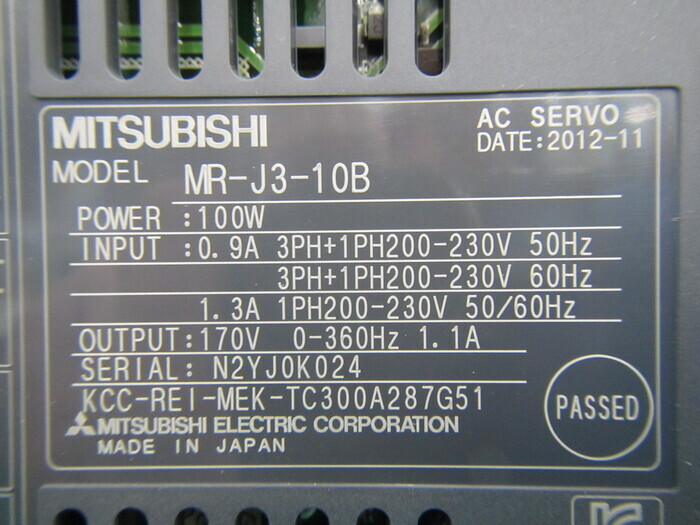 MITSUBISHI
AC SERVO
DATE:2012-11
MODEL MR-J3-10B
POWER :100W
INPUT :0.9A 3PH+1PH200-230V 50Hz
3PH+1PH200-230V 60Hz
1.3A 1PH200-230V 50/60Hz
OUTPUT:170V 0-360Hz 1.1A
SERIAL: N2YJ0K024
KCC-REI-MEK-TC300A287G51
MITSUBISHI ELECTRIC CORPORATION
MADE IN JAPAN
PASSED